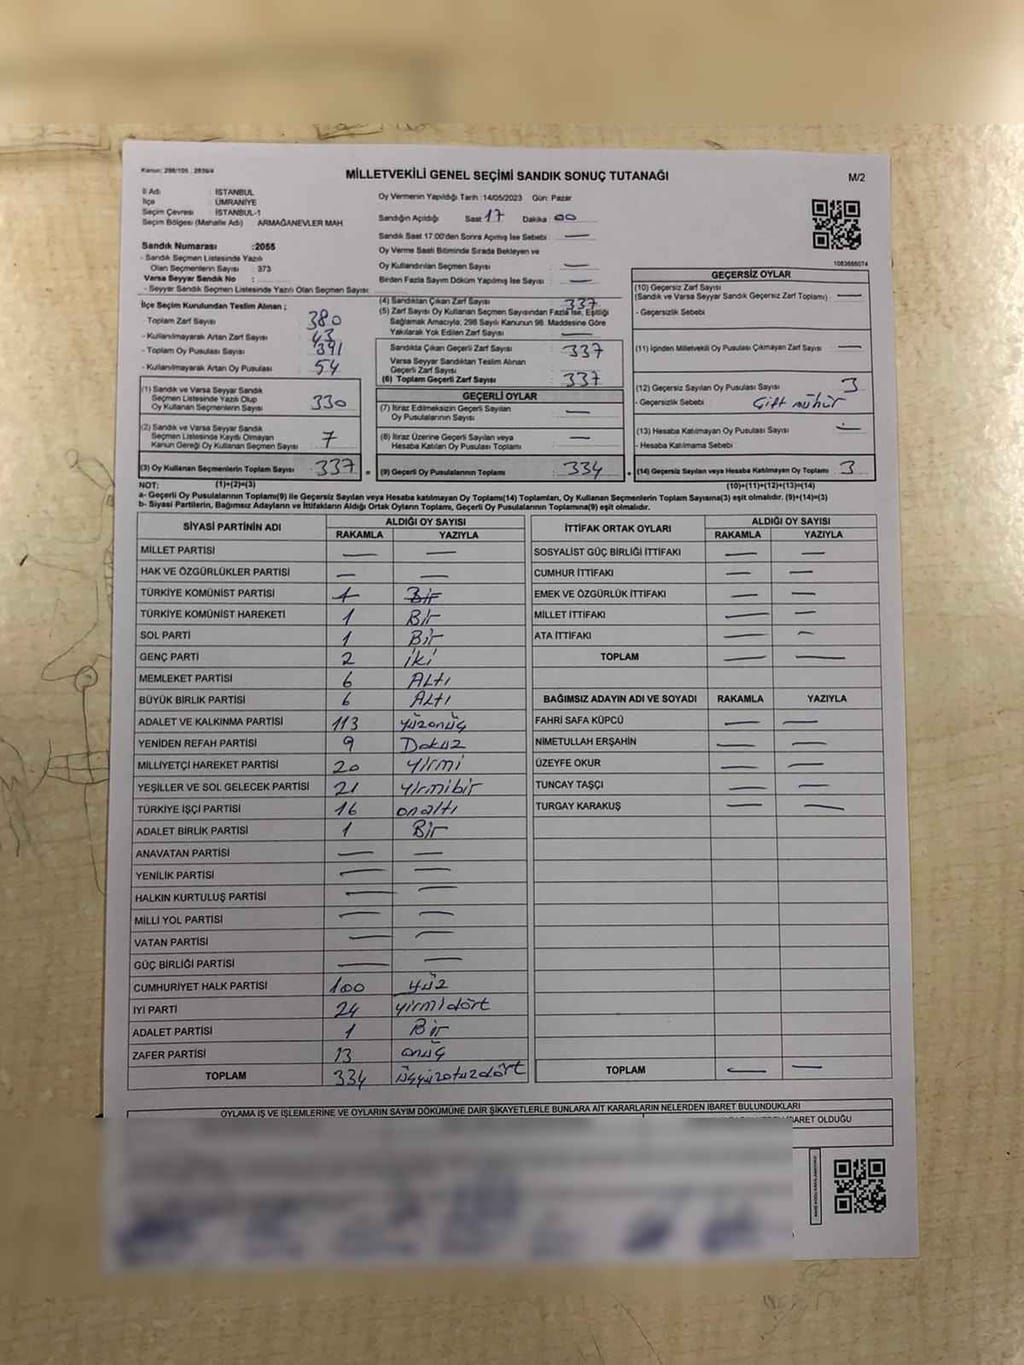 Kanun: 298/105 ; 2839/4
MİLLETVEKİLİ GENEL SEÇİMİ SANDIK SONUÇ TUTANAĞI
M/2
İl Adı : İSTANBUL
İlçe : ÜMRANİYE
Seçim Çevresi : İSTANBUL-1
Seçim Bölgesi (Mahalle Adı) : ARMAĞANEVLER MAH
Sandık Numarası :2055
- Sandık Seçmen Listesinde Yazılı
Olan Seçmenlerin Sayısı : 373
Varsa Seyyar Sandık No :
- Seyyar Sandık Seçmen Listesinde Yazılı Olan Seçmen Sayısı:
Oy Vermenin Yapıldığı Tarih :14/05/2023 Gün: Pazar
Sandığın Açıldığı Saat 17 Dakika 00
Sandık Saat 17.00'den Sonra Açılmış İse Sebebi —
Oy Verme Saati Bitiminde Sırada Bekleyen ve
Oy Kullandırılan Seçmen Sayısı —
Birden Fazla Sayım Döküm Yapılmış İse Sayısı —
1083686074
İlçe Seçim Kurulundan Teslim Alınan ;
- Toplam Zarf Sayısı 380
- Kullanılmayarak Artan Zarf Sayısı 43
- Toplam Oy Pusulası Sayısı 391
- Kullanılmayarak Artan Oy Pusulası 54
(1) Sandık ve Varsa Seyyar Sandık
Seçmen Listesinde Yazılı Olup
Oy Kullanan Seçmenlerin Sayısı 330
(2) Sandık ve Varsa Seyyar Sandık
Seçmen Listesinde Kaydı Olmayan
Kanun Gereği Oy Kullanan Seçmen Sayısı 7
(3) Oy Kullanan Seçmenlerin Toplam Sayısı 337
(1)+(2)=(3)
(4) Sandıktan Çıkan Zarf Sayısı 337
(5) Zarf Sayısı Oy Kullanan Seçmen Sayısından Fazla İse, Eşitliği
Sağlamak Amacıyla; 298 Sayılı Kanunun 98. Maddesine Göre
Yakılarak Yok Edilen Zarf Sayısı —
Sandıkta Çıkan Geçerli Zarf Sayısı 337
Varsa Seyyar Sandıktan Teslim Alınan
Geçerli Zarf Sayısı
(6) Toplam Geçerli Zarf Sayısı 337
GEÇERLİ OYLAR
(7) İtiraz Edilmeksizin Geçerli Sayılan
Oy Pusulalarının Sayısı —
(8) İtiraz Üzerine Geçerli Sayılan veya
Hesaba Katılan Oy Pusulası Toplamı —
(9) Geçerli Oy Pusulalarının Toplamı 334
GEÇERSİZ OYLAR
(10) Geçersiz Zarf Sayısı
(Sandık ve Varsa Seyyar Sandık Geçersiz Zarf Toplamı) —
- Geçersiz Sebebi
(11) İçinden Milletvekili Oy Pusulası Çıkmayan Zarf Sayısı —
(12) Geçersiz Sayılan Oy Pusulası Sayısı 3
- Geçersizlik Sebebi Çift mühür
(13) Hesaba Katılmayan Oy Pusulası Sayısı —
- Hesaba Katılmama Sebebi
(14) Geçersiz Sayılan veya Hesaba Katılmayan Oy Toplamı 3
(10)+(11)+(12)+(13)=(14)
NOT:
a- Geçerli Oy Pusulalarının Toplamı(9) ile Geçersiz Sayılan veya Hesaba katılmayan Oy Toplamı(14) Toplamları, Oy Kullanan Seçmenlerin Toplam Sayısına(3) eşit olmalıdır. (9)+(14)=(3)
b- Siyasi Partilerin, Bağımsız Adayların ve İttifakların Aldığı Ortak Oyların Toplamı, Geçerli Oy Pusulalarının Toplamına(9) eşit olmalıdır.
SİYASİ PARTİNİN ADI ALDIĞI OY SAYISI
RAKAMLA YAZIYLA
MİLLET PARTİSİ — —
HAK VE ÖZGÜRLÜKLER PARTİSİ — —
TÜRKİYE KOMÜNİST PARTİSİ 1 Bir
TÜRKİYE KOMÜNİST HAREKETİ 1 Bir
SOL PARTİ 1 Bir
GENÇ PARTİ 2 iki
MEMLEKET PARTİSİ 6 ALtı
BÜYÜK BİRLİK PARTİSİ 6 ALtı
ADALET VE KALKINMA PARTİSİ 113 yüzonüç
YENİDEN REFAH PARTİSİ 9 Dokuz
MİLLİYETÇİ HAREKET PARTİSİ 20 yirmi
YEŞİLLER VE SOL GELECEK PARTİSİ 21 yirmibir
TÜRKİYE İŞÇİ PARTİSİ 16 onaltı
ADALET BİRLİK PARTİSİ 1 Bir
ANAVATAN PARTİSİ — —
YENİLİK PARTİSİ — —
HALKIN KURTULUŞ PARTİSİ — —
MİLLİ YOL PARTİSİ — —
VATAN PARTİSİ — —
GÜÇ BİRLİĞİ PARTİSİ — —
CUMHURİYET HALK PARTİSİ 100 yüz
İYİ PARTİ 24 yirmidört
ADALET PARTİSİ 1 Bir
ZAFER PARTİSİ 13 onüç
TOPLAM 334 üçyüzotuzdört
İTTİFAK ORTAK OYLARI ALDIĞI OY SAYISI
RAKAMLA YAZIYLA
SOSYALİST GÜÇ BİRLİĞİ İTTİFAKI — —
CUMHUR İTTİFAKI — —
EMEK VE ÖZGÜRLÜK İTTİFAKI — —
MİLLET İTTİFAKI — —
ATA İTTİFAKI — —
TOPLAM — —
BAĞIMSIZ ADAYIN ADI VE SOYADI RAKAMLA YAZIYLA
FAHRİ SAFA KÜPCÜ — —
NİMETULLAH ERŞAHİN — —
ÜZEYFE OKUR — —
TUNCAY TAŞÇI — —
TURGAY KARAKUŞ — —
TOPLAM — —
OYLAMA İŞ VE İŞLEMLERİNE VE OYLARIN SAYIM DÖKÜMÜNE DAİR ŞİKAYETLERLE BUNLARA AİT KARARLARIN NELERDEN İBARET BULUNDUKLARI
İBARET OLDUĞU